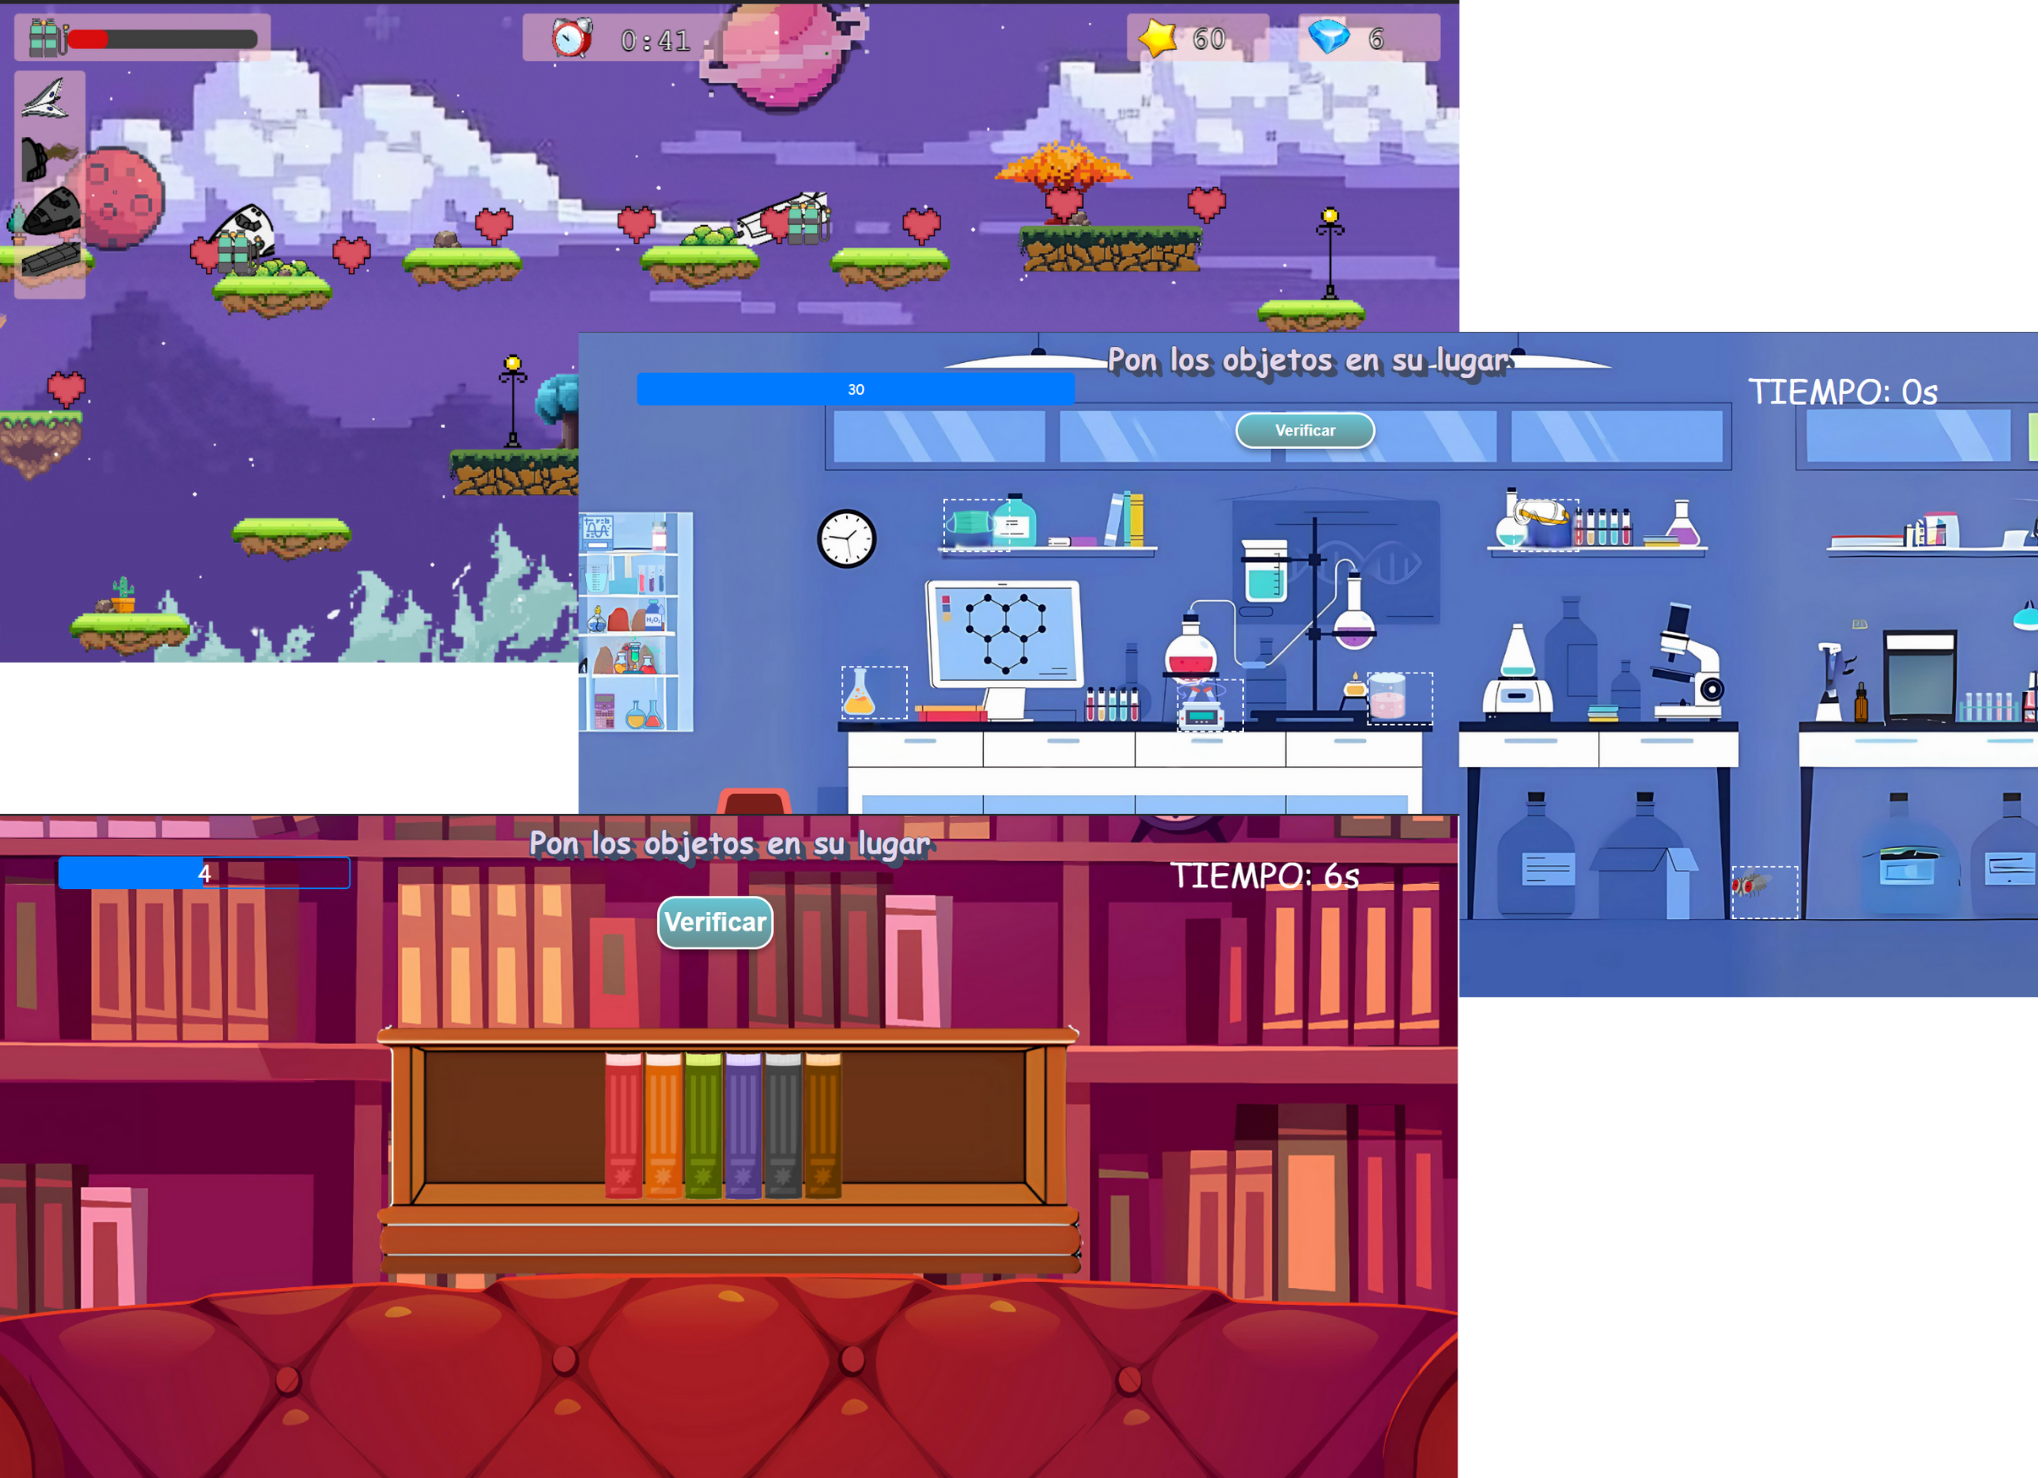 0:41
60
6
Pon los objetos en su lugar
30
TIEMPO: 0s
Verificar
H₂O₂
Pon los objetos en su lugar
4
TIEMPO: 6s
Verificar